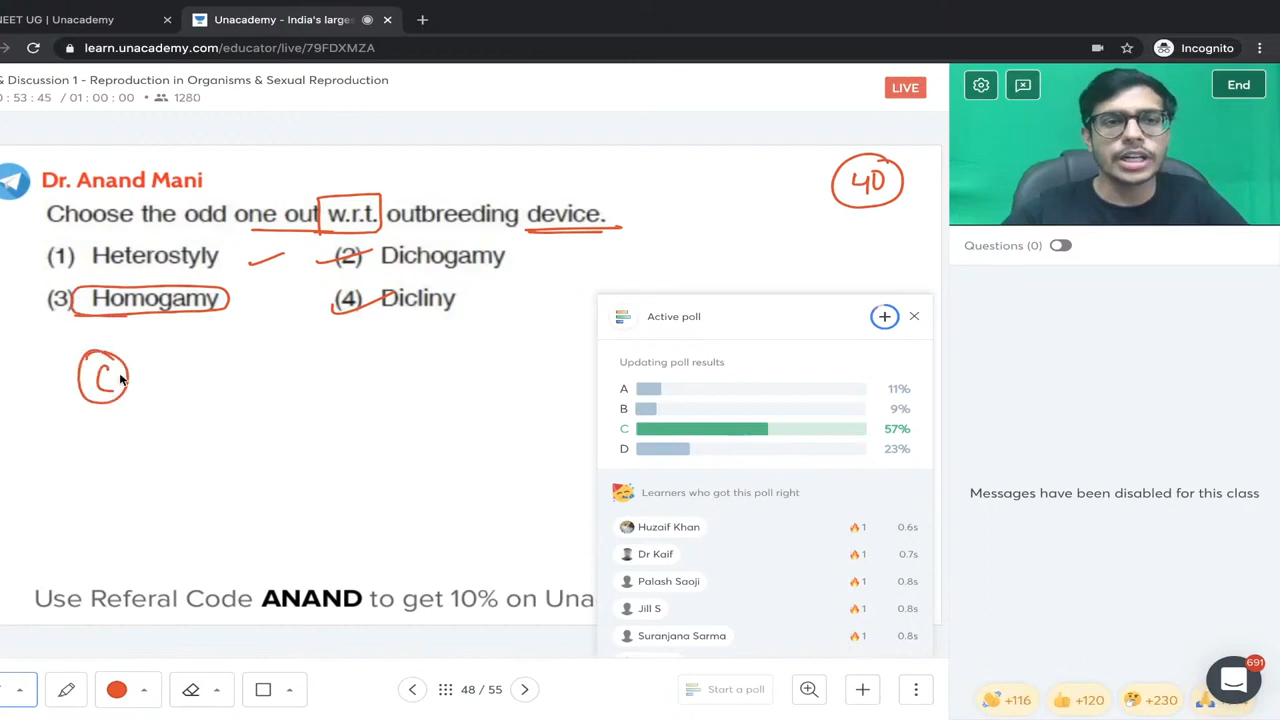 NEET UG | Unacademy
Unacademy - India's larges
learn.unacademy.com/educator/live/79FDXMZA
Incognito
& Discussion 1 - Reproduction in Organisms & Sexual Reproduction
0 : 53 : 45 / 01 : 00 : 00 • 1280
LIVE
End
Dr. Anand Mani
40
Choose the odd one out w.r.t. outbreeding device.
(1) Heterostyly (2) Dichogamy
(3) Homogamy (4) Dicliny
C
Questions (0)
Active poll
Updating poll results
A 11%
B 9%
C 57%
D 23%
Learners who got this poll right
Huzaif Khan 1 0.6s
Dr Kaif 1 0.7s
Palash Saoji 1 0.8s
Jill S 1 0.8s
Suranjana Sarma 1 0.8s
Messages have been disabled for this class
Use Referal Code ANAND to get 10% on Una
48 / 55
Start a poll
691
+116 +120 +230